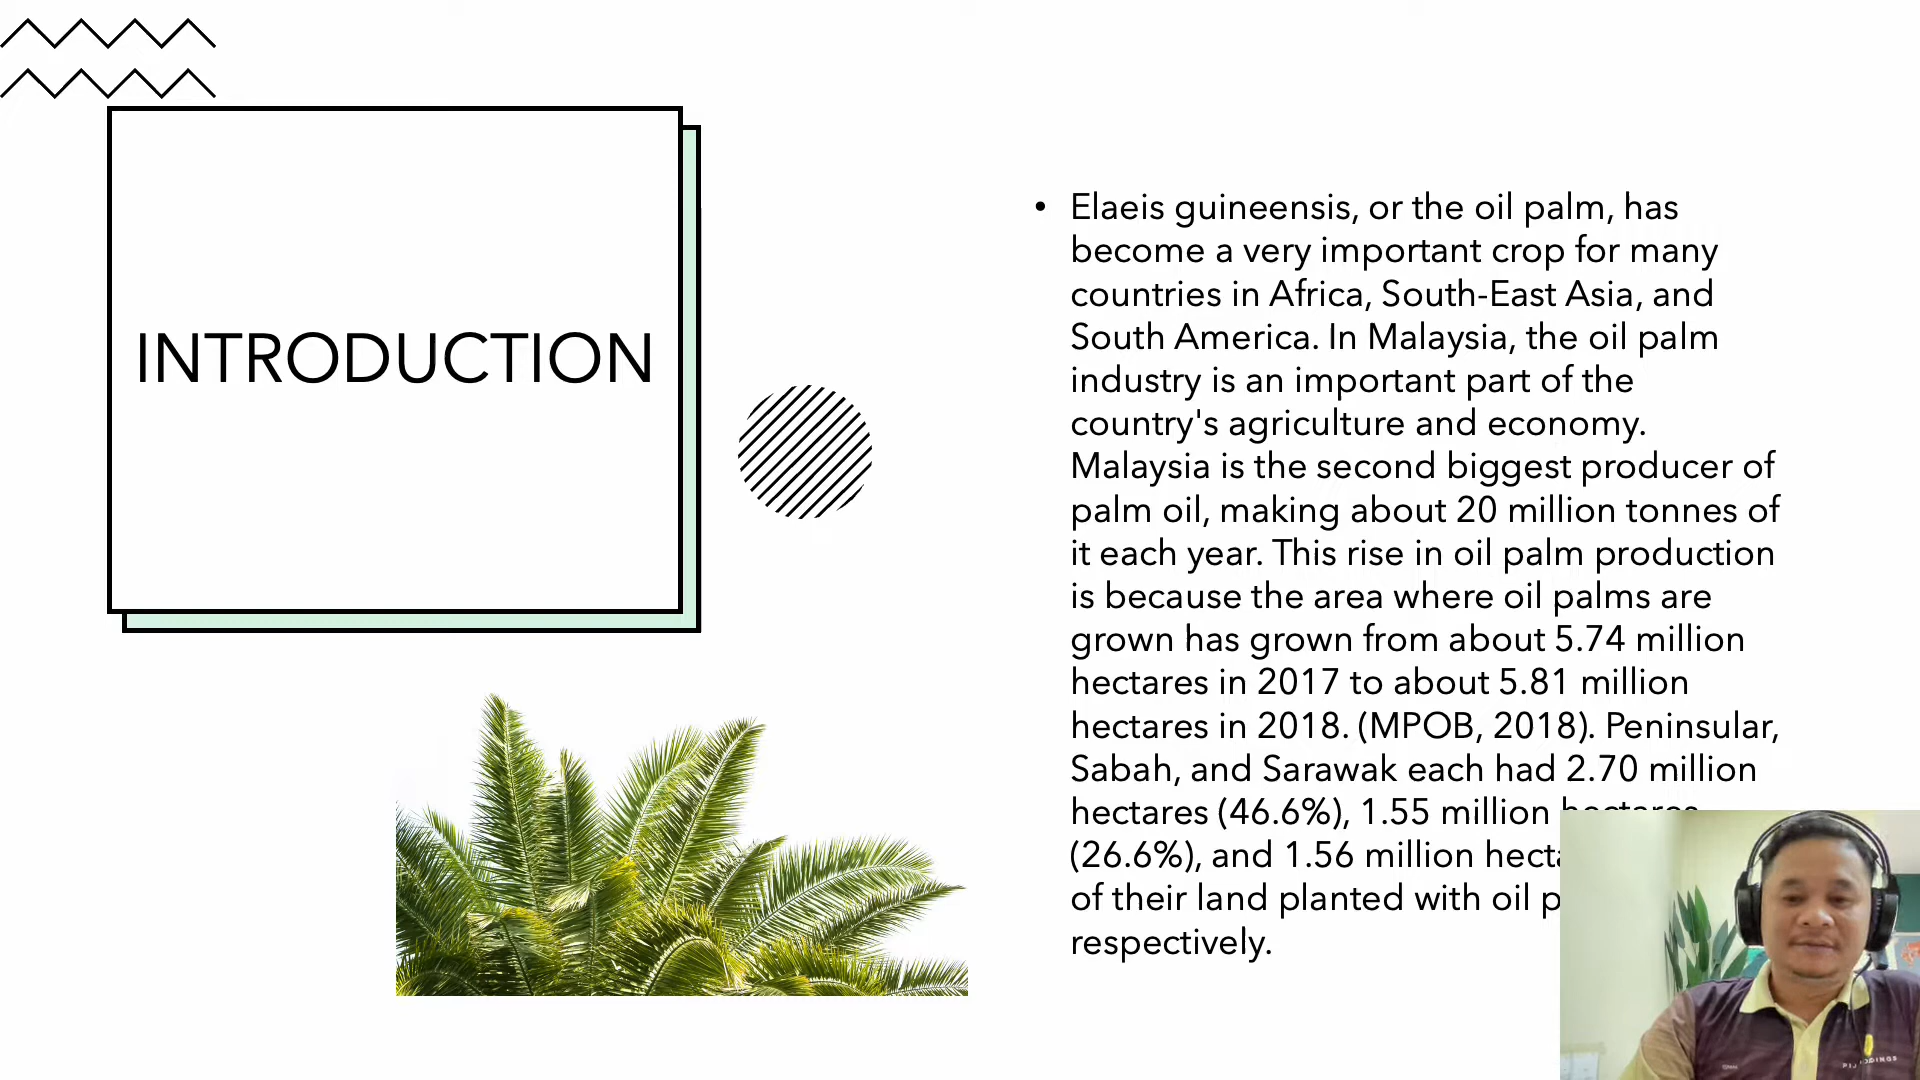 INTRODUCTION
• Elaeis guineensis, or the oil palm, has
become a very important crop for many
countries in Africa, South-East Asia, and
South America. In Malaysia, the oil palm
industry is an important part of the
country's agriculture and economy.
Malaysia is the second biggest producer of
palm oil, making about 20 million tonnes of
it each year. This rise in oil palm production
is because the area where oil palms are
grown has grown from about 5.74 million
hectares in 2017 to about 5.81 million
hectares in 2018. (MPOB, 2018). Peninsular,
Sabah, and Sarawak each had 2.70 million
hectares (46.6%), 1.55 million hectares
(26.6%), and 1.56 million
of their land planted with oil
respectively.